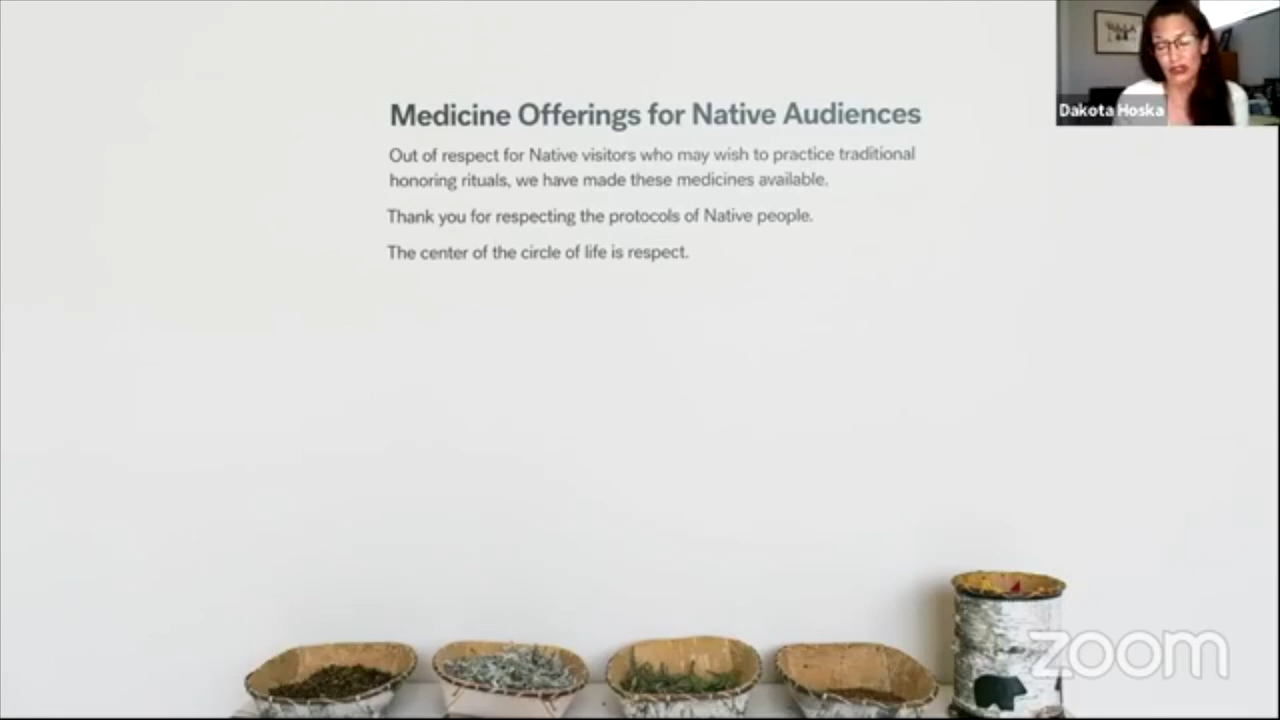 Medicine Offerings for Native Audiences
Out of respect for Native visitors who may wish to practice traditional
honoring rituals, we have made these medicines available.
Thank you for respecting the protocols of Native people.
The center of the circle of life is respect.
Dakota Hoska
zoom